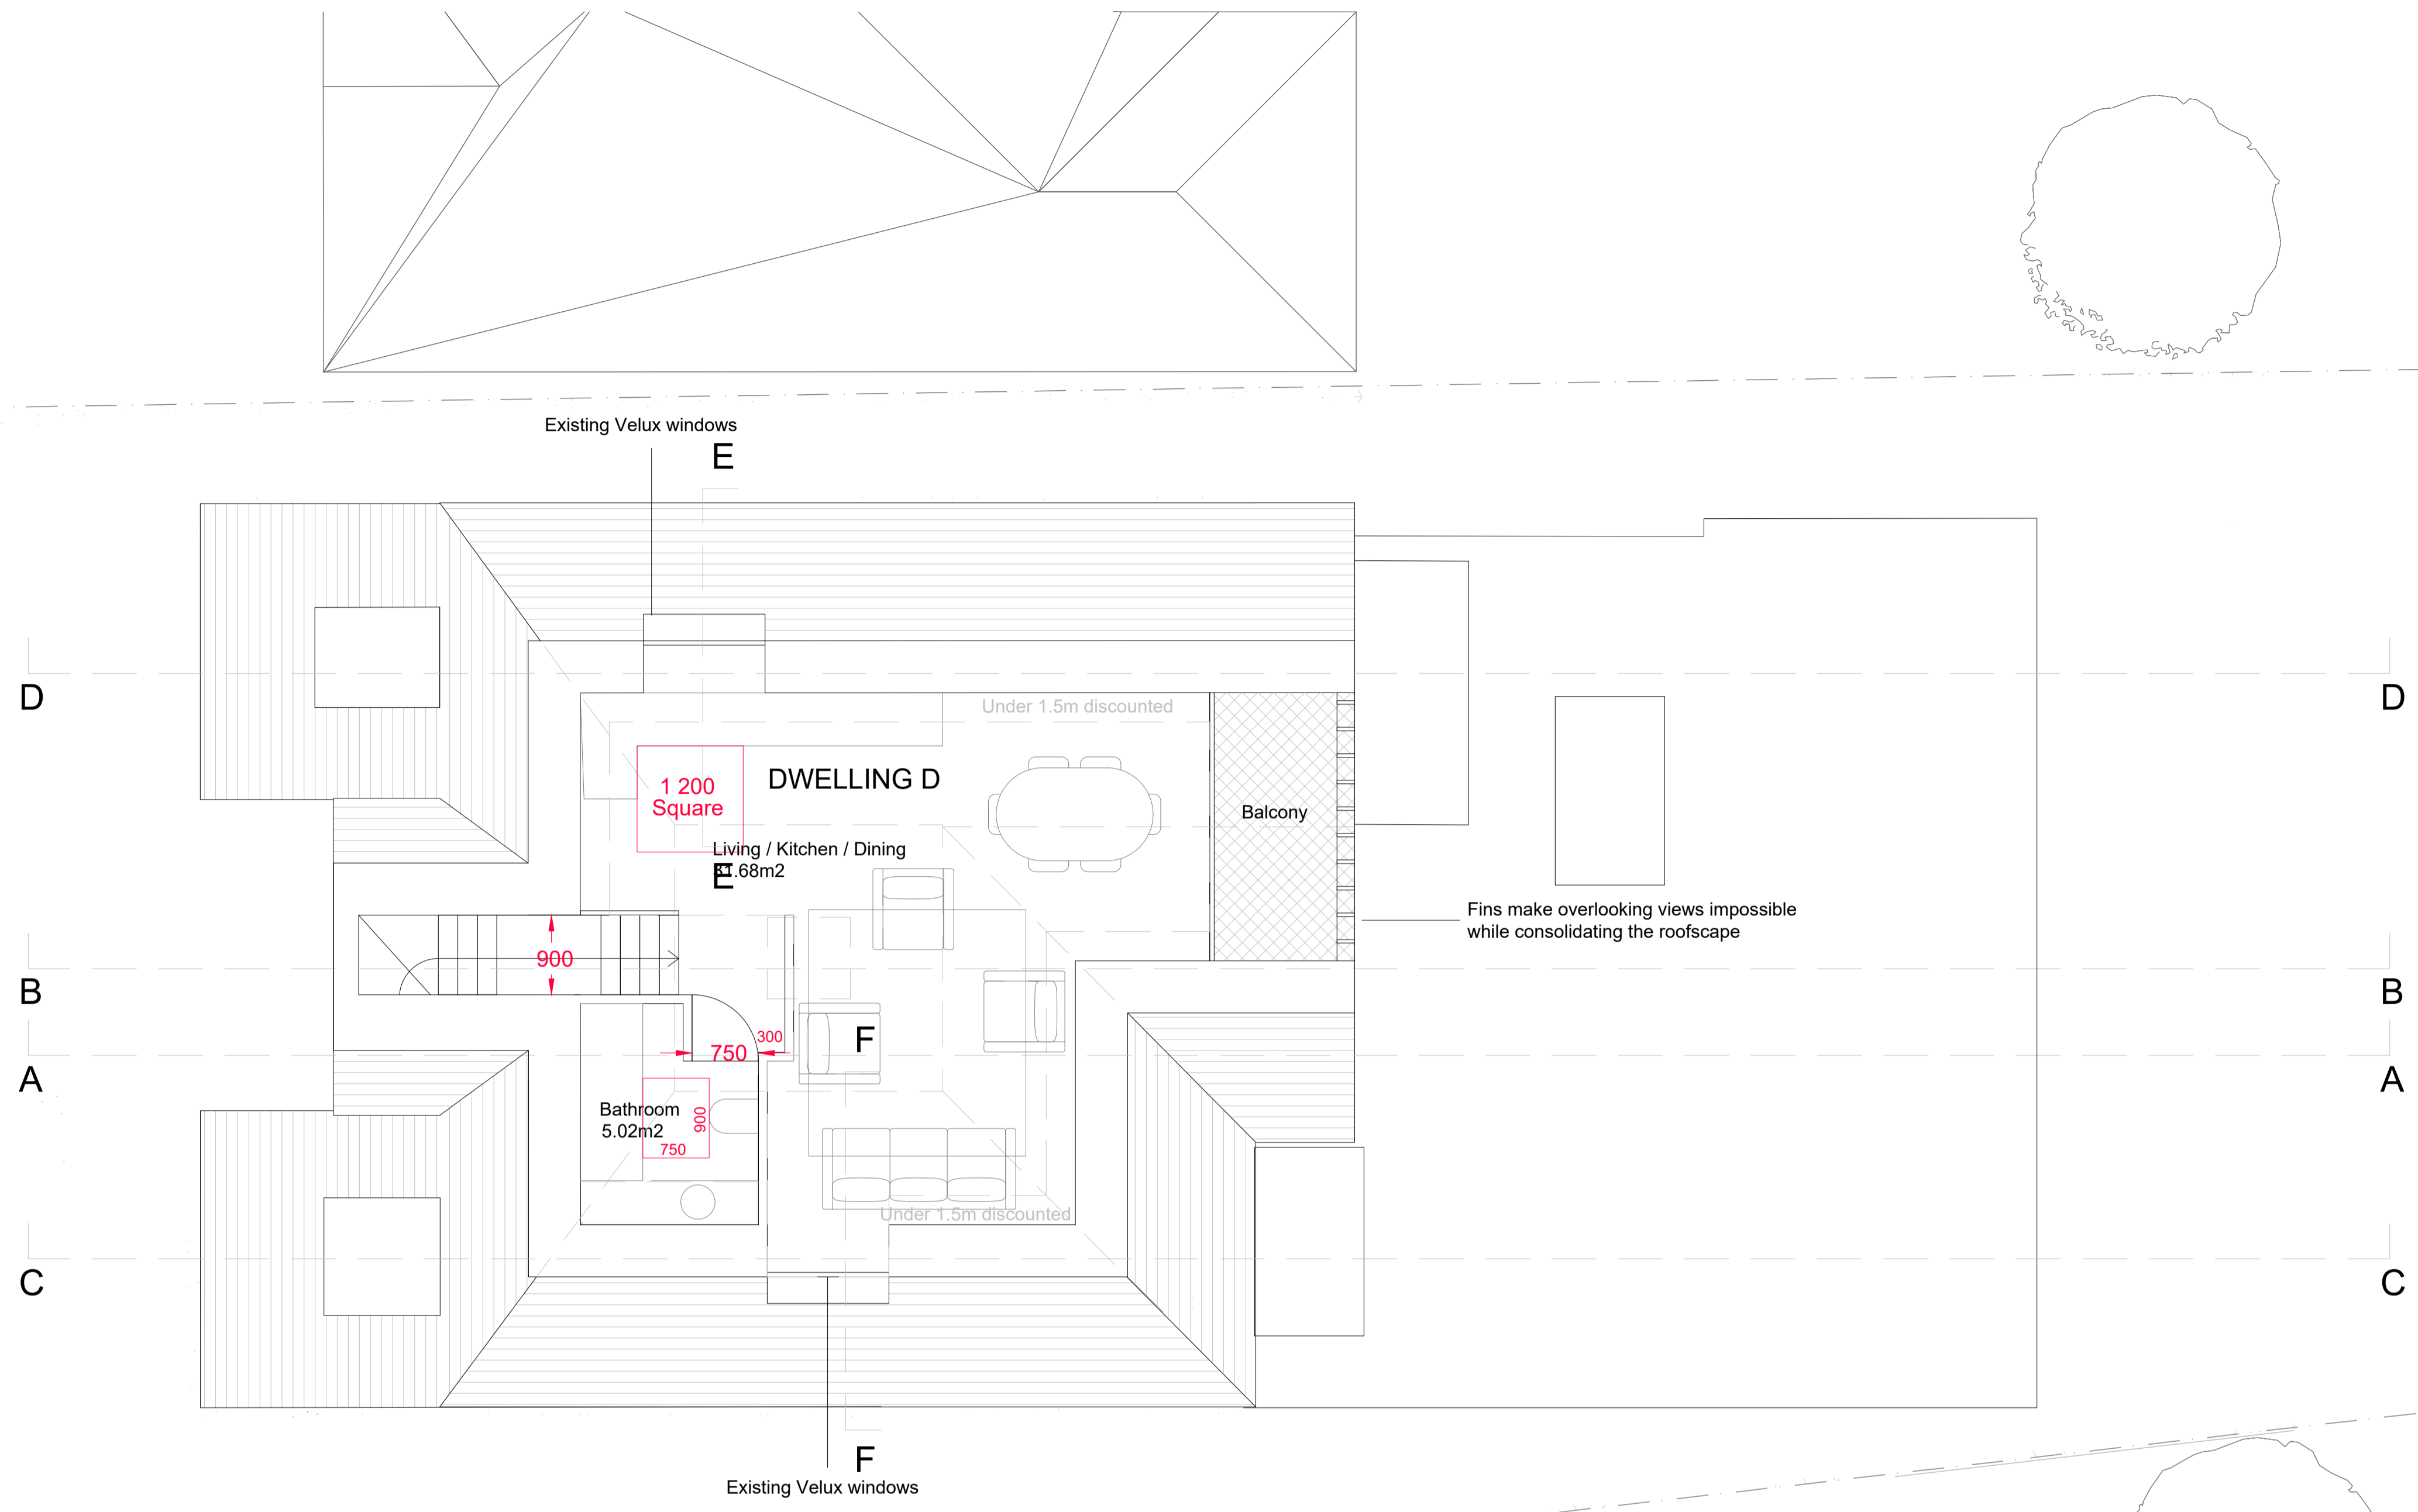 Existing Velux windows
E
D
D
Under 1.5m discounted
1 200
Square
DWELLING D
Balcony
Living / Kitchen / Dining
31.68m2
E
Fins make overlooking views impossible
while consolidating the roofscape
900
B
B
F
300
750
A
A
Bathroom
5.02m2
900
750
Under 1.5m discounted
C
C
F
Existing Velux windows